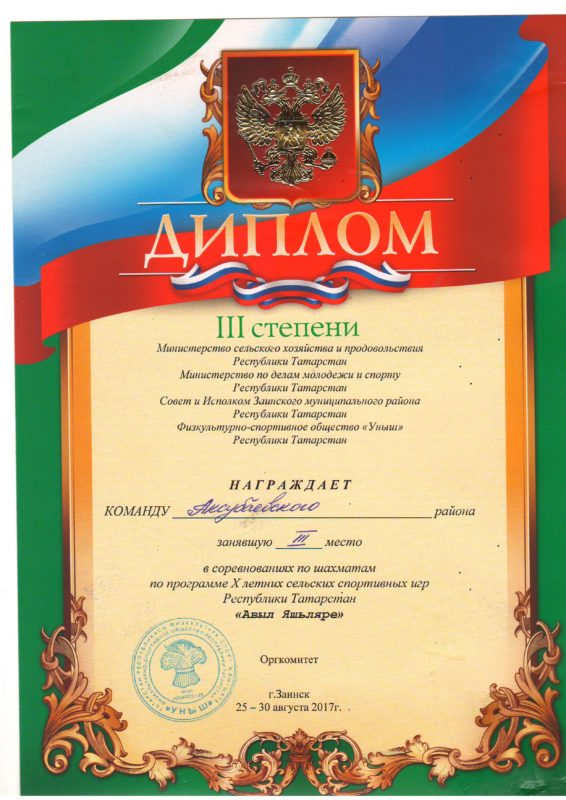 ДИПЛОМ
III степени
Министерство сельского хозяйства и продовольствия
Республики Татарстан
Министерство по делам молодежи и спорту
Республики Татарстан
Совет и Исполком Заинского муниципального района
Республики Татарстан
Физкультурно-спортивное общество «Уныш»
Республики Татарстан
НАГРАЖДАЕТ
КОМАНДУ Аксубаевского района
занявшую III место
в соревнованиях по шахматам
по программе X летних сельских спортивных игр
Республики Татарстан
«Авыл Яшьляре»
Оргкомитет
г.Заинск
25 – 30 августа 2017г.
УНЫШ